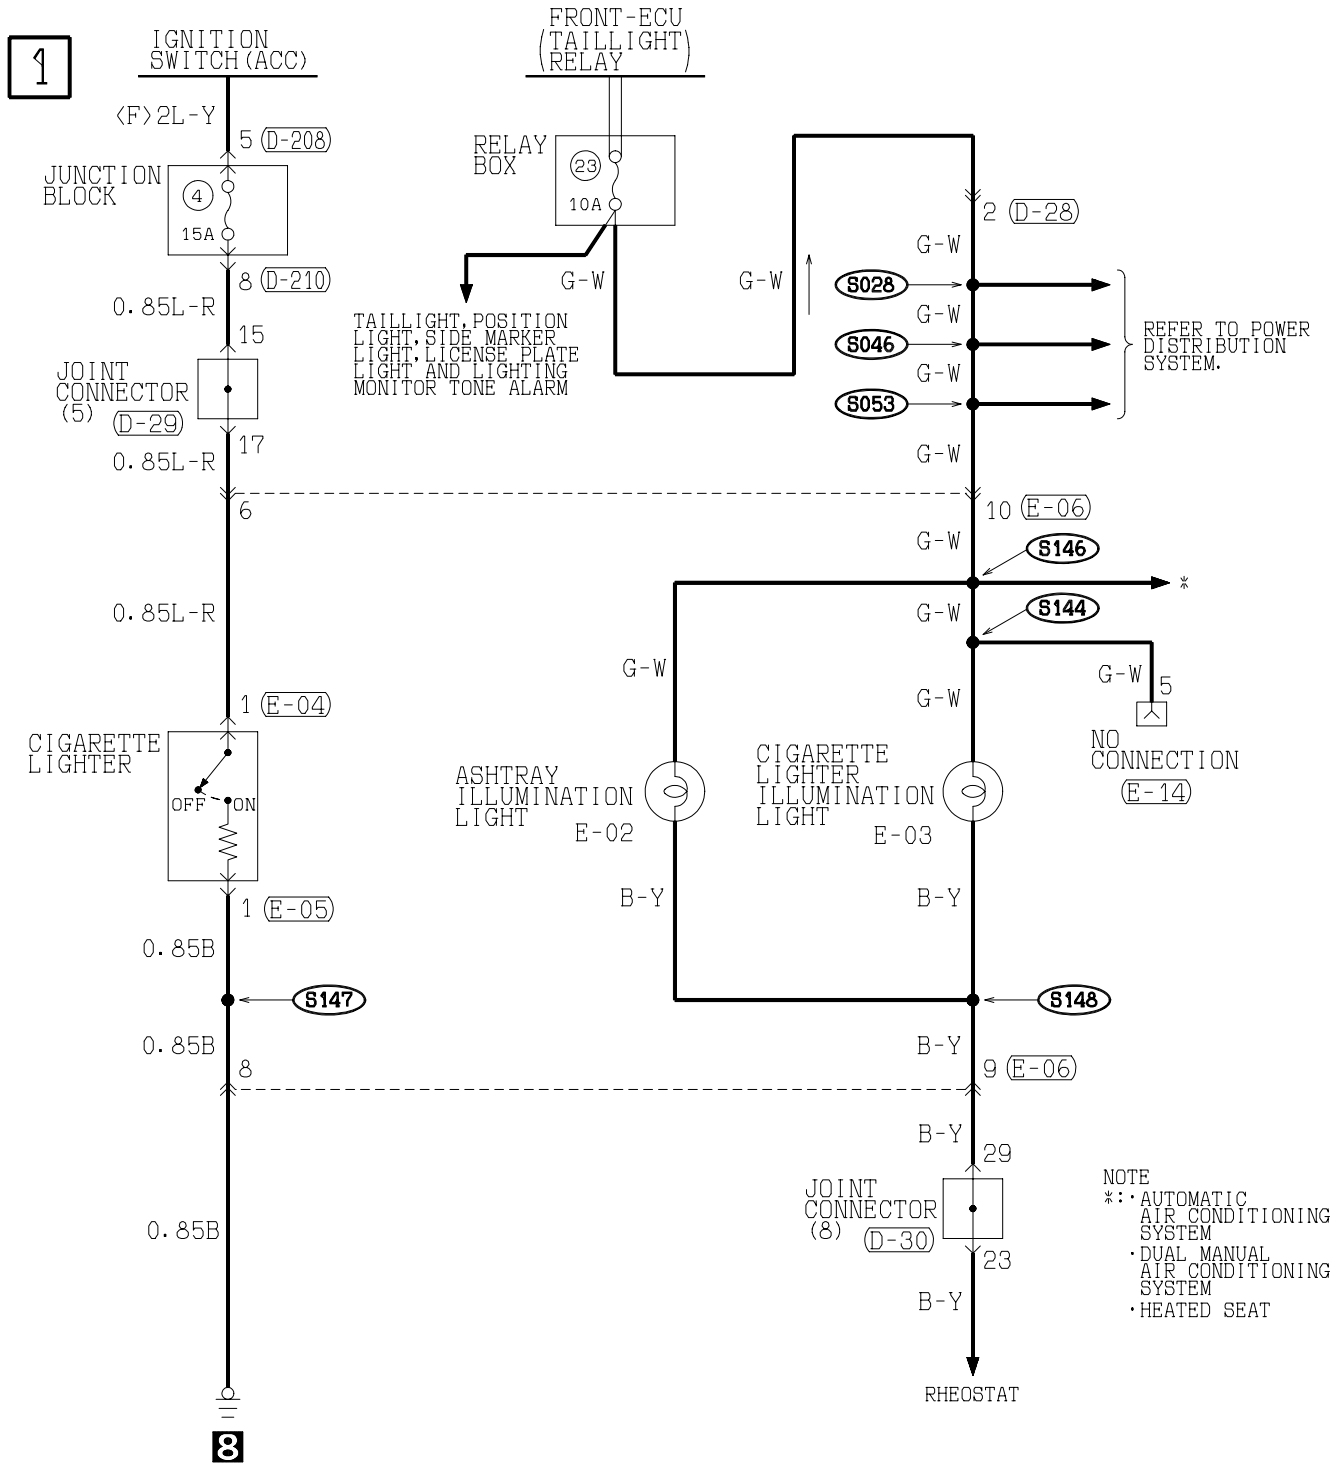 1
IGNITION
SWITCH(ACC)
<F>2L-Y
5 (D-208)
JUNCTION
BLOCK
4
15A
8 (D-210)
0.85L-R
15
JOINT
CONNECTOR
(5) (D-29)
17
0.85L-R
6
0.85L-R
1 (E-04)
CIGARETTE
LIGHTER
OFF ON
1 (E-05)
0.85B
S147
0.85B
8
0.85B
8
FRONT-ECU
(TAILLIGHT)
RELAY
RELAY
BOX
23
10A
G-W
TAILLIGHT,POSITION
LIGHT,SIDE MARKER
LIGHT,LICENSE PLATE
LIGHT AND LIGHTING
MONITOR TONE ALARM
G-W
2 (D-28)
G-W
S028
G-W
S046
G-W
S053
G-W
REFER TO POWER
DISTRIBUTION
SYSTEM.
10 (E-06)
G-W
S146
*
G-W
S144
G-W
G-W
G-W 5
NO
CONNECTION
(E-14)
ASHTRAY
ILLUMINATION
LIGHT
E-02
CIGARETTE
LIGHTER
ILLUMINATION
LIGHT
E-03
B-Y
B-Y
S148
B-Y
9 (E-06)
B-Y
29
JOINT
CONNECTOR
(8) (D-30)
23
B-Y
RHEOSTAT
NOTE
*:·AUTOMATIC
AIR CONDITIONING
SYSTEM
·DUAL MANUAL
AIR CONDITIONING
SYSTEM
·HEATED SEAT